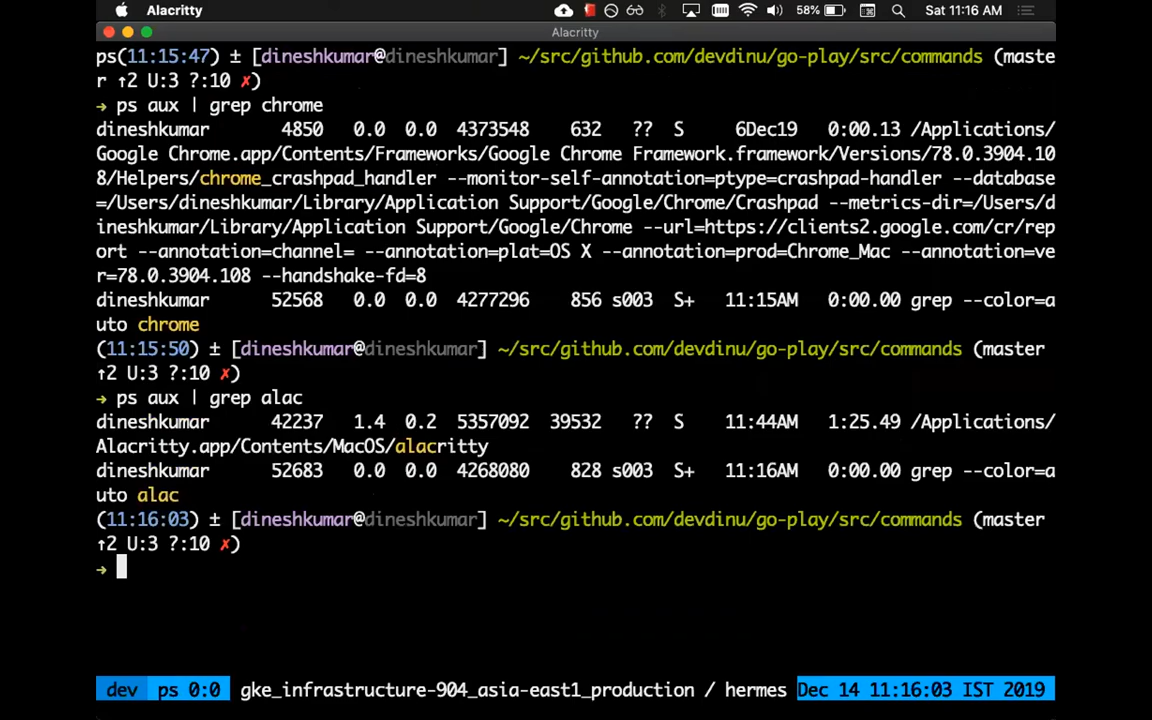 Alacritty
58%
Sat 11:16 AM
Alacritty
ps(11:15:47) ± [dineshkumar@dineshkumar] ~/src/github.com/devdinu/go-play/src/commands (maste
r ↑2 U:3 ?:10 ✗)
→ ps aux | grep chrome
dineshkumar 4850 0.0 0.0 4373548 632 ?? S 6Dec19 0:00.13 /Applications/
Google Chrome.app/Contents/Frameworks/Google Chrome Framework.framework/Versions/78.0.3904.10
8/Helpers/chrome_crashpad_handler --monitor-self-annotation=ptype=crashpad-handler --database
=/Users/dineshkumar/Library/Application Support/Google/Chrome/Crashpad --metrics-dir=/Users/d
ineshkumar/Library/Application Support/Google/Chrome --url=https://clients2.google.com/cr/rep
ort --annotation=channel= --annotation=plat=OS X --annotation=prod=Chrome_Mac --annotation=ve
r=78.0.3904.108 --handshake-fd=8
dineshkumar 52568 0.0 0.0 4277296 856 s003 S+ 11:15AM 0:00.00 grep --color=a
uto chrome
(11:15:50) ± [dineshkumar@dineshkumar] ~/src/github.com/devdinu/go-play/src/commands (master
↑2 U:3 ?:10 ✗)
→ ps aux | grep alac
dineshkumar 42237 1.4 0.2 5357092 39532 ?? S 11:44AM 1:25.49 /Applications/
Alacritty.app/Contents/MacOS/alacritty
dineshkumar 52683 0.0 0.0 4268080 828 s003 S+ 11:16AM 0:00.00 grep --color=a
uto alac
(11:16:03) ± [dineshkumar@dineshkumar] ~/src/github.com/devdinu/go-play/src/commands (master
↑2 U:3 ?:10 ✗)
→
dev ps 0:0 gke_infrastructure-904_asia-east1_production / hermes Dec 14 11:16:03 IST 2019